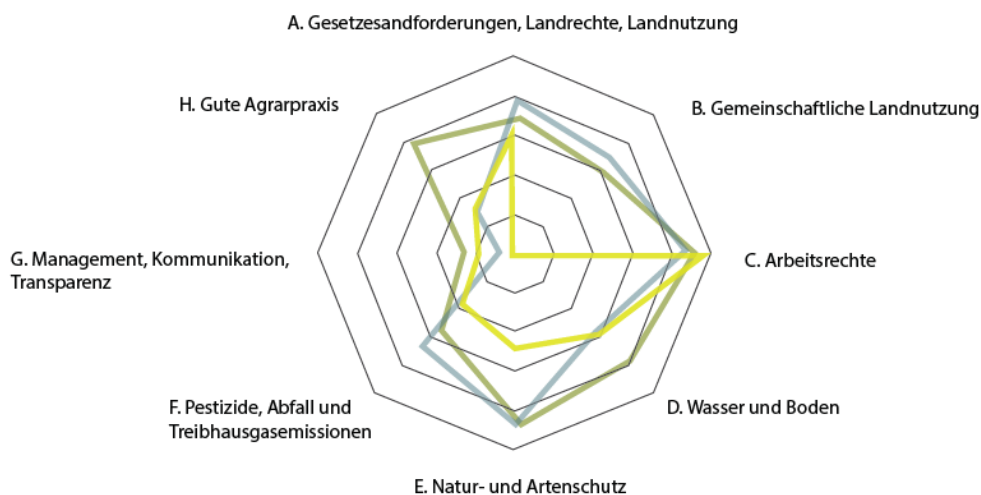 A. Gesetzesandforderungen, Landrechte, Landnutzung
B. Gemeinschaftliche Landnutzung
C. Arbeitsrechte
D. Wasser und Boden
E. Natur- und Artenschutz
F. Pestizide, Abfall und
Treibhausgasemissionen
G. Management, Kommunikation,
Transparenz
H. Gute Agrarpraxis